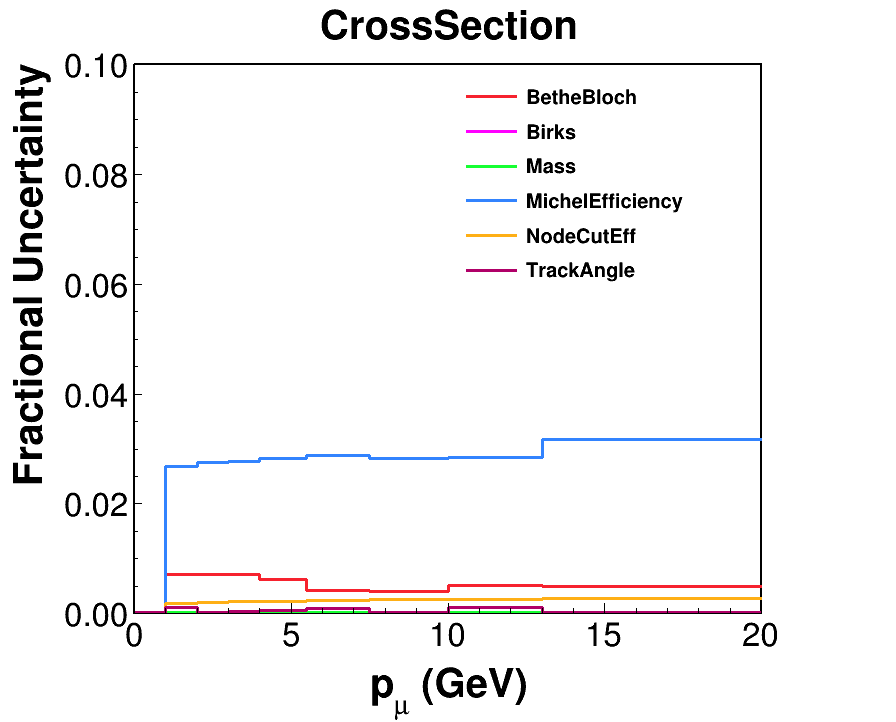 CrossSection
Fractional Uncertainty
0.10
0.08
0.06
0.04
0.02
0.00
BetheBloch
Birks
Mass
MichelEfficiency
NodeCutEff
TrackAngle
0 5 10 15 20
pμ (GeV)